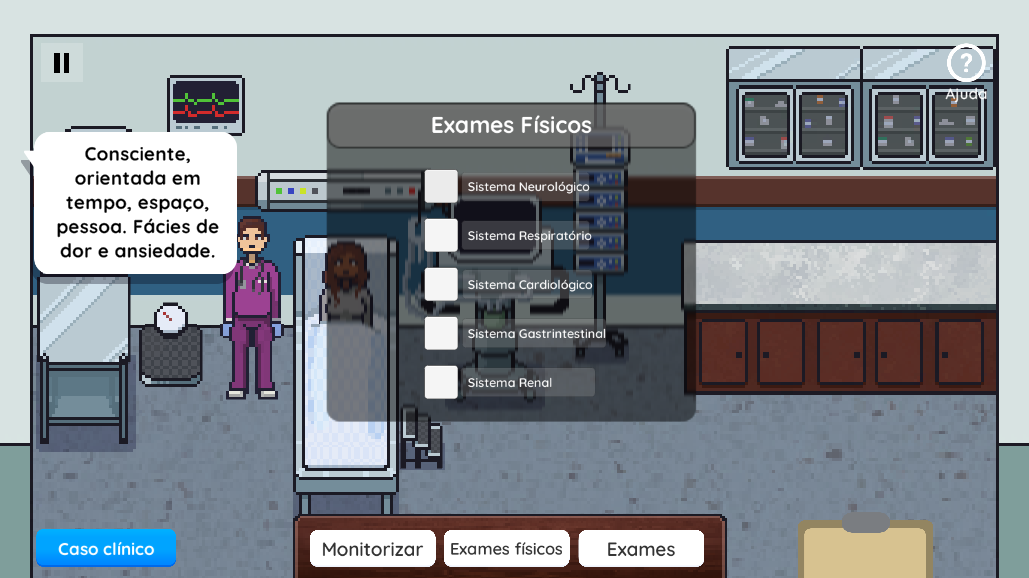 Ajuda
Exames Físicos
Consciente,
orientada em
tempo, espaço,
pessoa. Fácies de
dor e ansiedade.
Sistema Neurológico
Sistema Respiratório
Sistema Cardiológico
Sistema Gastrintestinal
Sistema Renal
Caso clínico
Monitorizar
Exames físicos
Exames